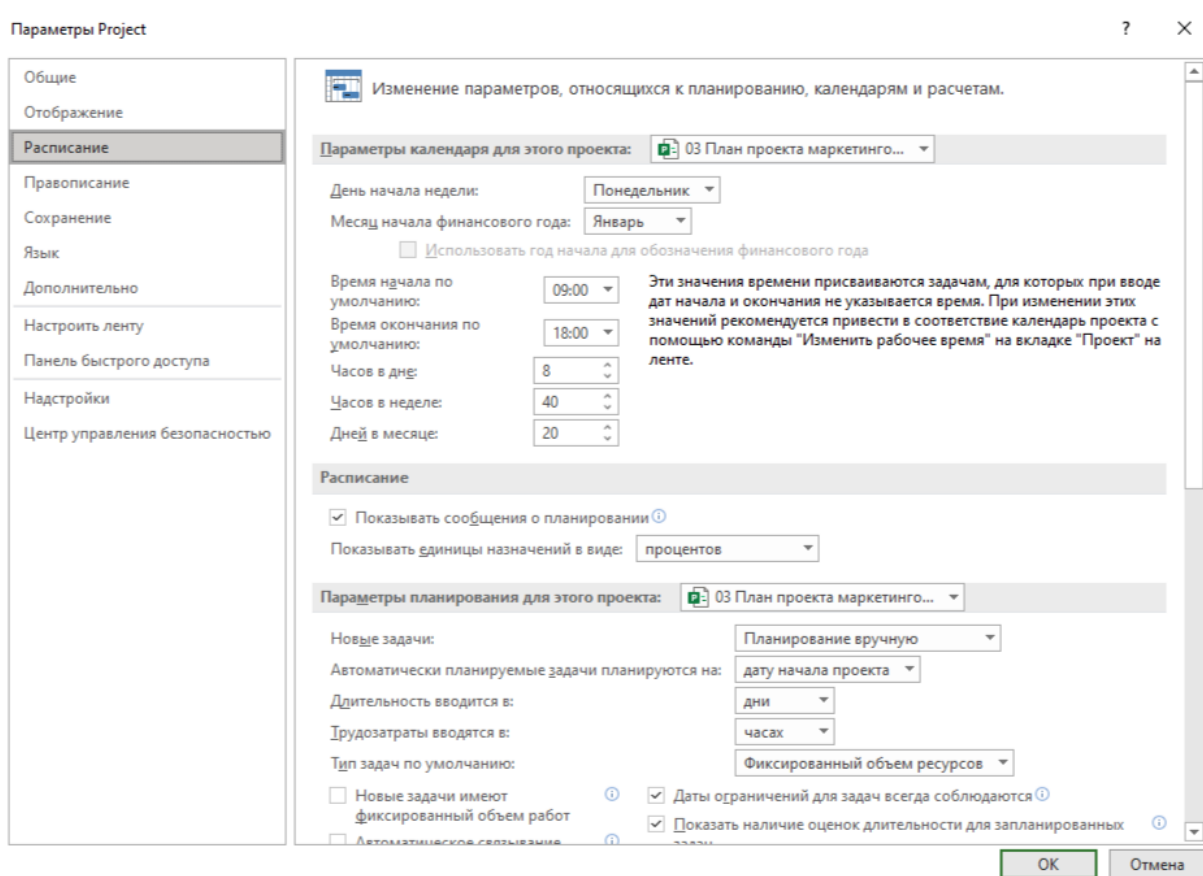 Параметры Project
?
Общие
Отображение
Расписание
Правописание
Сохранение
Язык
Дополнительно
Настроить ленту
Панель быстрого доступа
Надстройки
Центр управления безопасностью
Изменение параметров, относящихся к планированию, календарям и расчетам.
Параметры календаря для этого проекта: 03 План проекта маркетинго...
День начала недели: Понедельник
Месяц начала финансового года: Январь
Использовать год начала для обозначения финансового года
Время начала по
умолчанию: 09:00
Время окончания по
умолчанию: 18:00
Эти значения времени присваиваются задачам, для которых при вводе
дат начала и окончания не указывается время. При изменении этих
значений рекомендуется привести в соответствие календарь проекта с
помощью команды "Изменить рабочее время" на вкладке "Проект" на
ленте.
Часов в дне: 8
Часов в неделе: 40
Дней в месяце: 20
Расписание
Показывать сообщения о планировании
Показывать единицы назначений в виде: процентов
Параметры планирования для этого проекта: 03 План проекта маркетинго...
Новые задачи: Планирование вручную
Автоматически планируемые задачи планируются на: дату начала проекта
Длительность вводится в: дни
Трудозатраты вводятся в: часах
Тип задач по умолчанию: Фиксированный объем ресурсов
Новые задачи имеют
фиксированный объем работ
Автоматическое связывание
Даты ограничений для задач всегда соблюдаются
Показать наличие оценок длительности для запланированных
задач
OK
Отмена